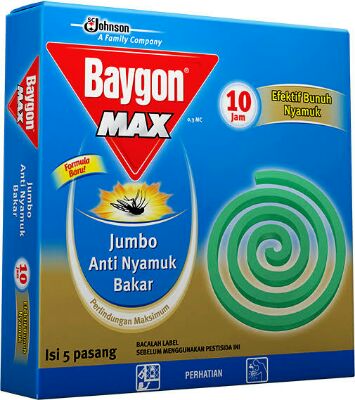 SC Johnson
A Family Company
Baygon®
MAX
0.3 MC
10
Jam
Efektif Bunuh
Nyamuk
Formula
Baru!
Jumbo
Anti Nyamuk
Bakar
Perlindungan Maksimum
Isi 5 pasang
BACALAH LABEL
SEBELUM MENGGUNAKAN PESTISIDA INI
PERHATIAN
Jumbo
Anti Nyamuk
Bakar
10
Jam